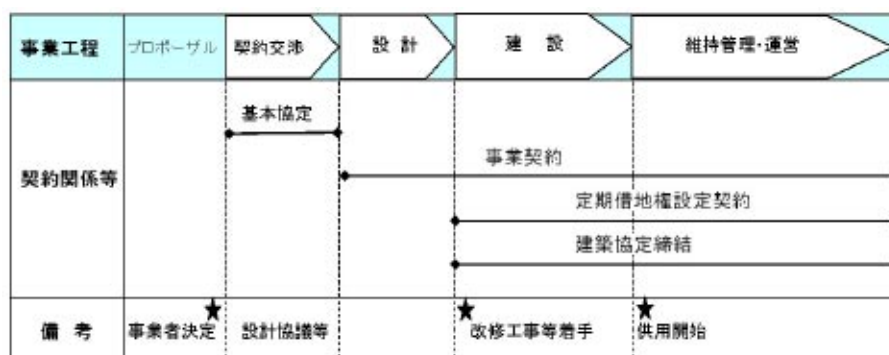 事業工程 プロポーザル 契約交渉 設計 建設 維持管理・運営
基本協定
事業契約
契約関係等
定期借地権設定契約
建築協定締結
備考 事業者決定 設計協議等 改修工事等着手 供用開始